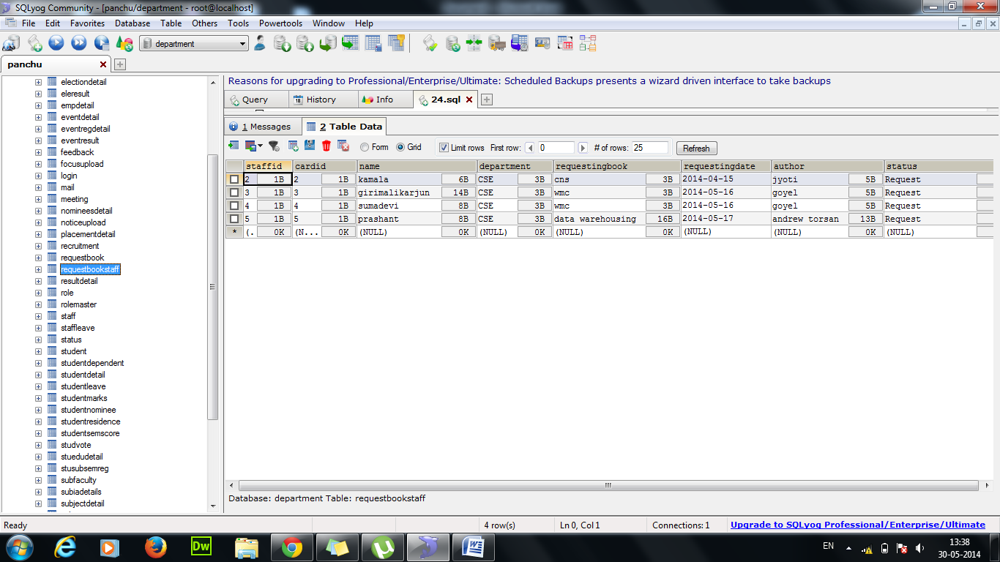 SQLyog Community - [panchu/department - root@localhost]
File Edit Favorites Database Table Others Tools Powertools Window Help
department
panchu
electiondetail
eleresult
empdetail
eventdetail
eventregdetail
eventresult
feedback
focusupload
login
mail
meeting
nomineesdetail
noticeupload
placementdetail
recruitment
requestbook
requestbookstaff
resultdetail
role
rolemaster
staff
staffleave
status
student
studentdependent
studentdetail
studentleave
studentmarks
studentnominee
studentresidence
studentsemscore
studvote
stuedudetail
stusubsemreg
subfaculty
subiadetails
subjectdetail
Reasons for upgrading to Professional/Enterprise/Ultimate: Scheduled Backups presents a wizard driven interface to take backups
Query History Info 24.sql
1 Messages 2 Table Data
Form Grid Limit rows First row: 0 # of rows: 25 Refresh
staffid cardid name department requestingbook requestingdate author status
2 1B 2 1B kamala 6B CSE 3B cns 3B 2014-04-15 jyoti 5B Request
3 1B 3 1B girimalikarjun 14B CSE 3B wmc 3B 2014-05-16 goyel 5B Request
4 1B 4 1B sumadevi 8B CSE 3B wmc 3B 2014-05-16 goyel 5B Request
5 1B 5 1B prashant 8B CSE 3B data warehousing 16B 2014-05-17 andrew torsan 13B Request
* (. 0K (N... 0K (NULL) 0K (NULL) 0K (NULL) 0K (NULL) (NULL) 0K (NULL)
Database: department Table: requestbookstaff
Ready 4 row(s) Ln 0, Col 1 Connections: 1 Upgrade to SQLyog Professional/Enterprise/Ultimate
Dw
W
EN
13:38
30-05-2014